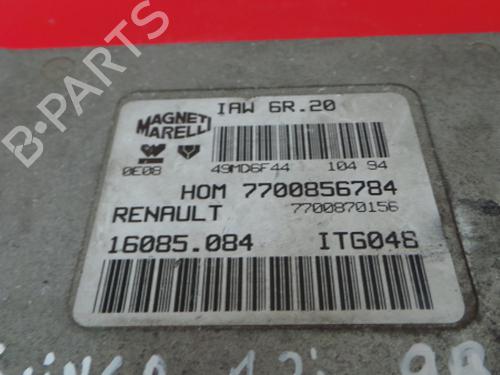 IAW 6R.20
MAGNETI
MARELLI
49MD6F44 104 94
0E08
HOM 7700856784
RENAULT 7700870156
16085.084 ITG048
B-PARTS